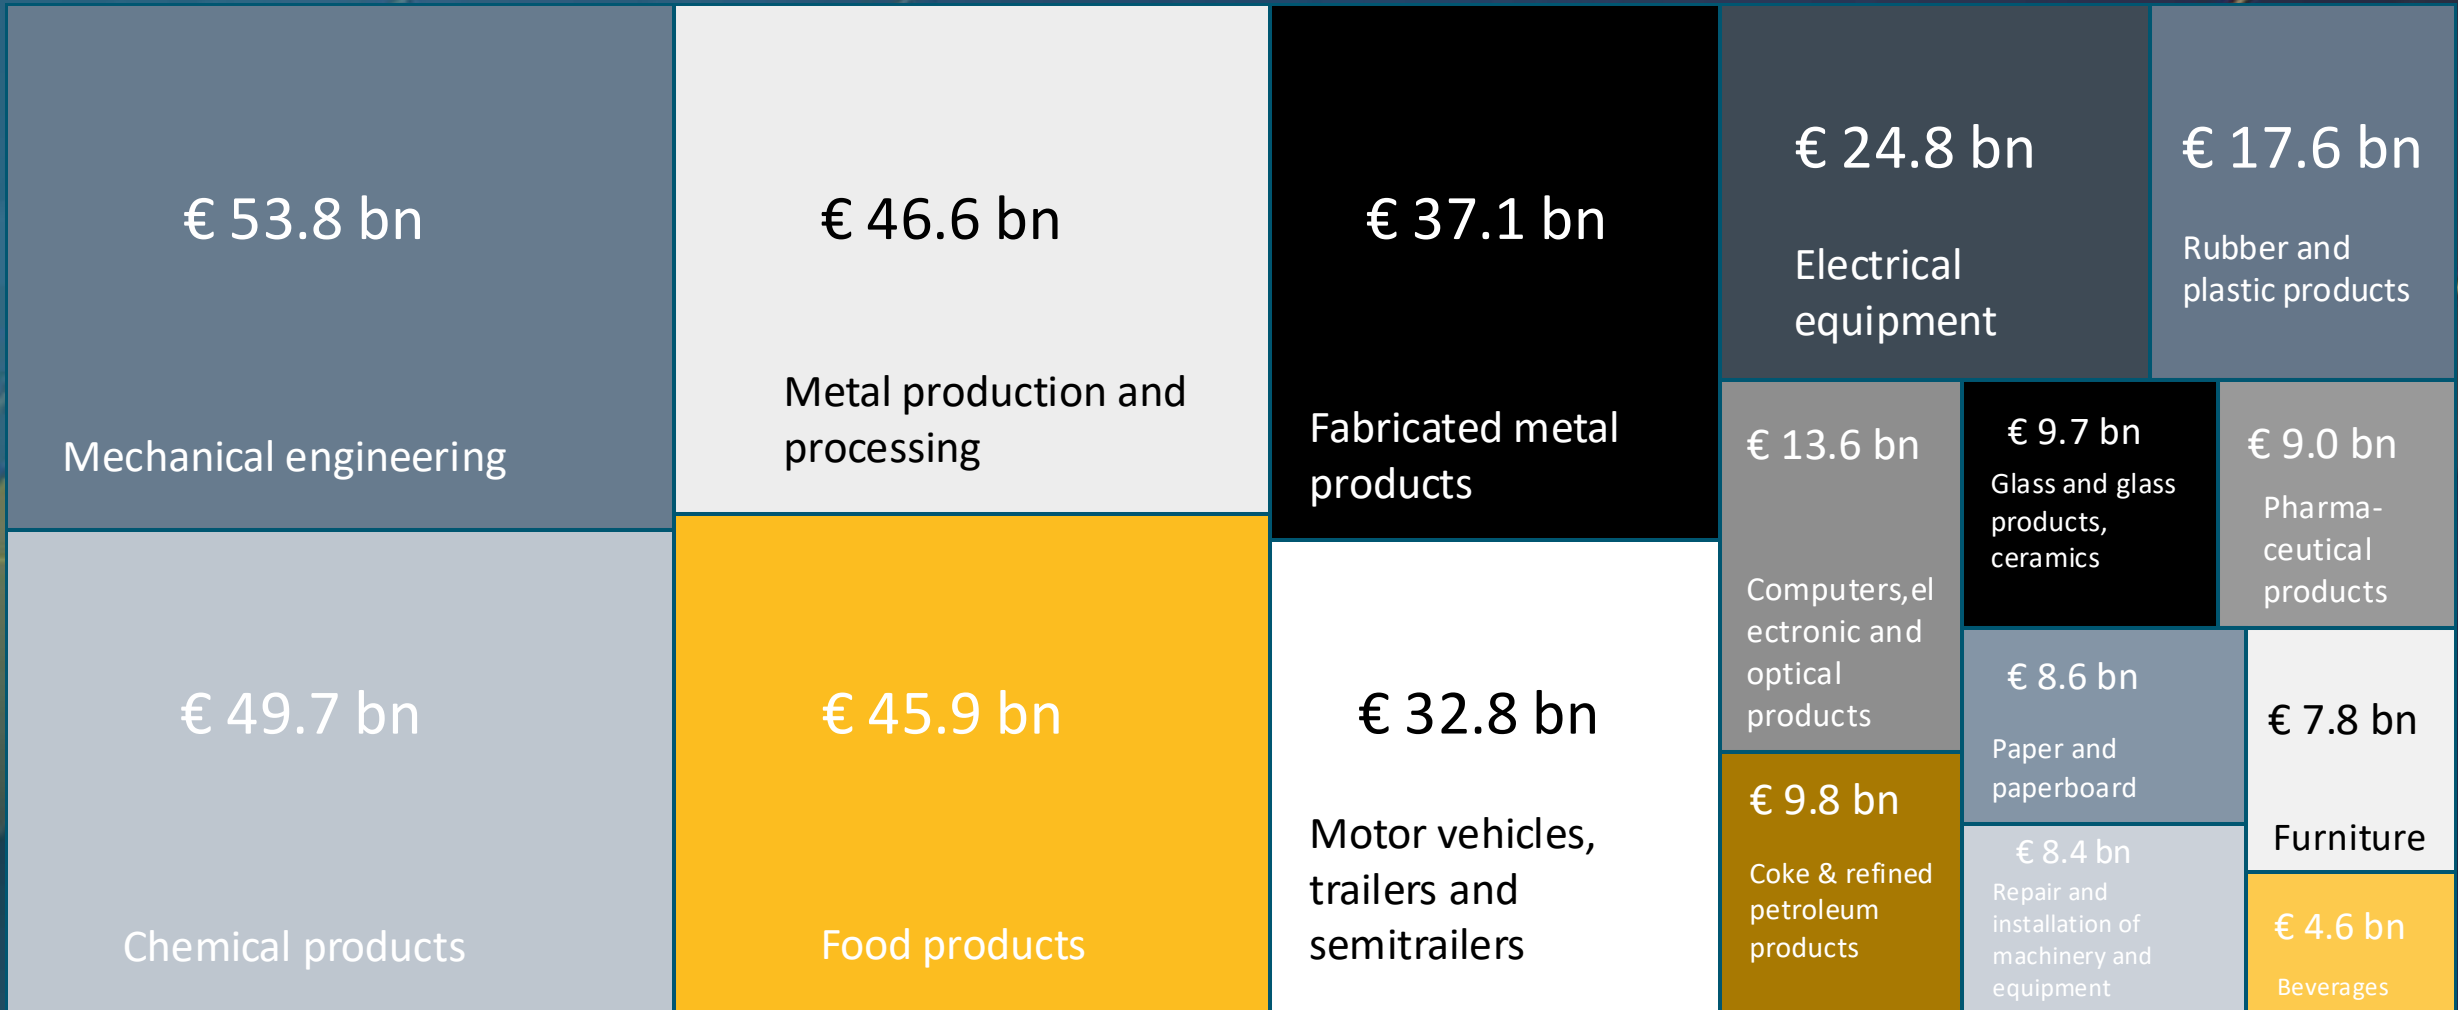 € 53.8 bn
Mechanical engineering
€ 49.7 bn
Chemical products
€ 46.6 bn
Metal production and
processing
€ 45.9 bn
Food products
€ 37.1 bn
Fabricated metal
products
€ 32.8 bn
Motor vehicles,
trailers and
semitrailers
€ 24.8 bn
Electrical
equipment
€ 17.6 bn
Rubber and
plastic products
€ 13.6 bn
Computers,el
ectronic and
optical
products
€ 9.8 bn
Coke & refined
petroleum
products
€ 9.7 bn
Glass and glass
products,
ceramics
€ 9.0 bn
Pharma-
ceutical
products
€ 8.6 bn
Paper and
paperboard
€ 8.4 bn
Repair and
installation of
machinery and
equipment
€ 7.8 bn
Furniture
€ 4.6 bn
Beverages